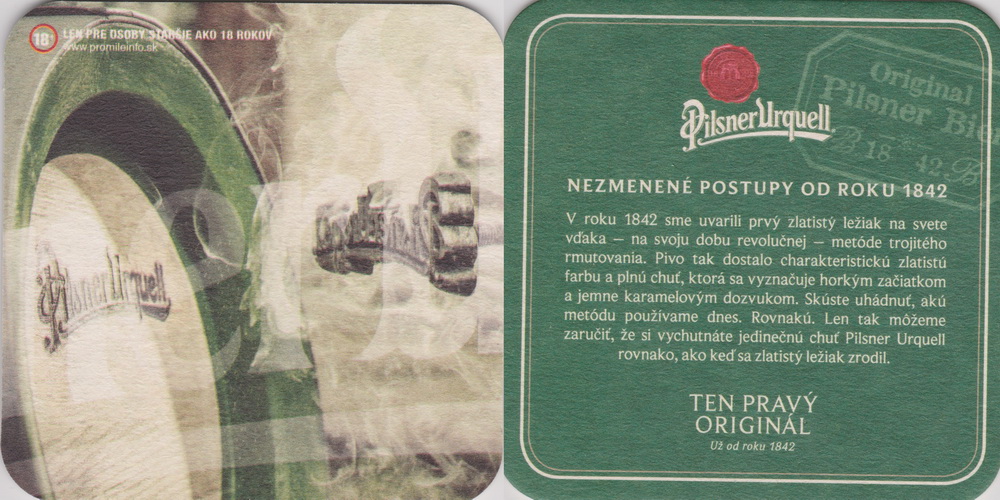 18
LEN PRE OSOBY STARŠIE AKO 18 ROKOV
www.promileinfo.sk
Pilsner Urquell
Original
Pilsner Bier
B 18 42 B
Pilsner Urquell
NEZMENENÉ POSTUPY OD ROKU 1842
V roku 1842 sme uvarili prvý zlatistý ležiak na svete
vďaka – na svoju dobu revolučnej – metóde trojitého
rmutovania. Pivo tak dostalo charakteristickú zlatistú
farbu a plnú chuť, ktorá sa vyznačuje horkým začiatkom
a jemne karamelovým dozvukom. Skúste uhádnuť, akú
metódu používame dnes. Rovnakú. Len tak môžeme
zaručiť, že si vychutnáte jedinečnú chuť Pilsner Urquell
rovnako, ako keď sa zlatistý ležiak zrodil.
TEN PRAVÝ
ORIGINÁL
Už od roku 1842